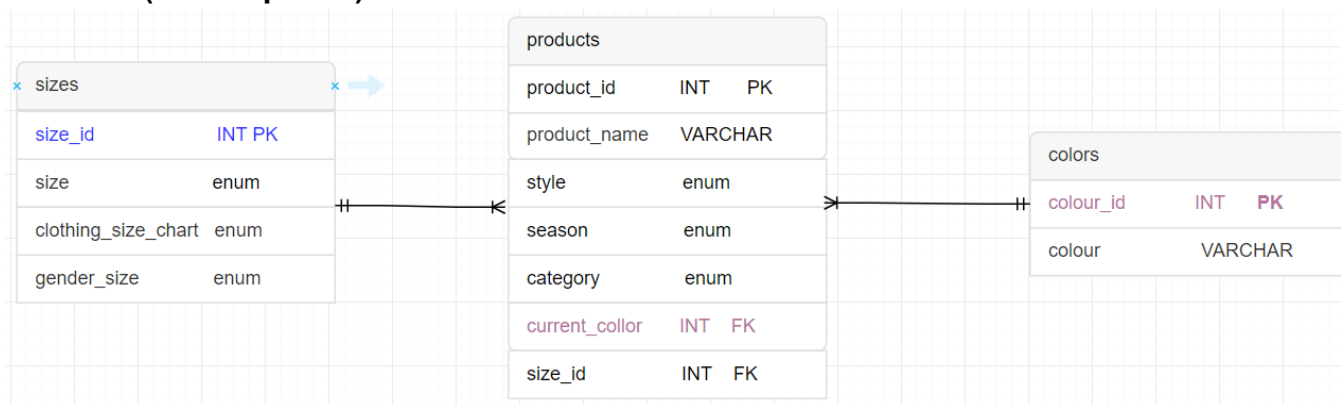 sizes
size_id INT PK
size enum
clothing_size_chart enum
gender_size enum
products
product_id INT PK
product_name VARCHAR
style enum
season enum
category enum
current_collor INT FK
size_id INT FK
colors
colour_id INT PK
colour VARCHAR